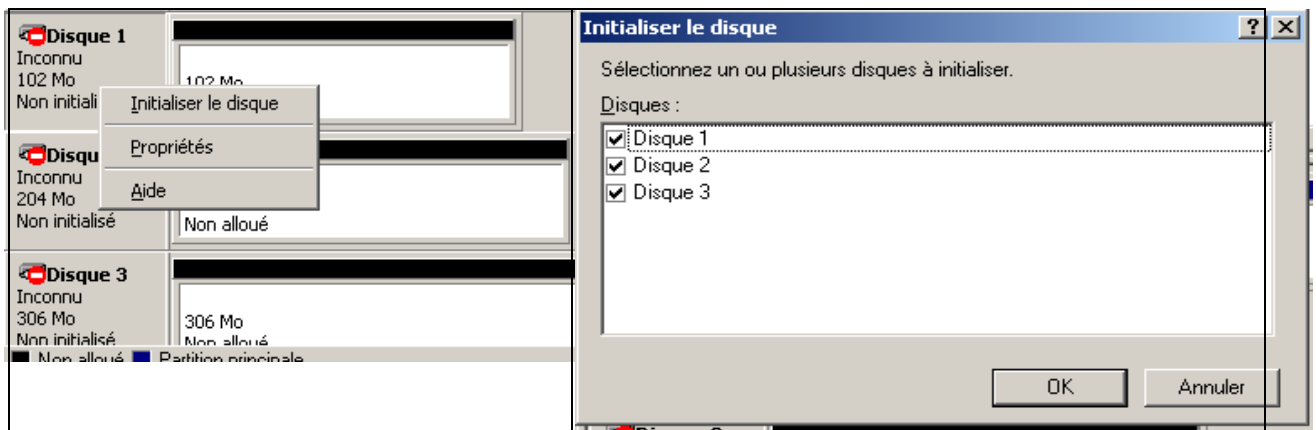 Disque 1
Inconnu
102 Mo
Non initiali
102 Mo
Initialiser le disque
Propriétés
Aide
Disqu
Inconnu
204 Mo
Non initialisé
Non alloué
Disque 3
Inconnu
306 Mo
Non initialisé
306 Mo
Non alloué
Non alloué Partition principale
Initialiser le disque
Sélectionnez un ou plusieurs disques à initialiser.
Disques :
Disque 1
Disque 2
Disque 3
OK Annuler